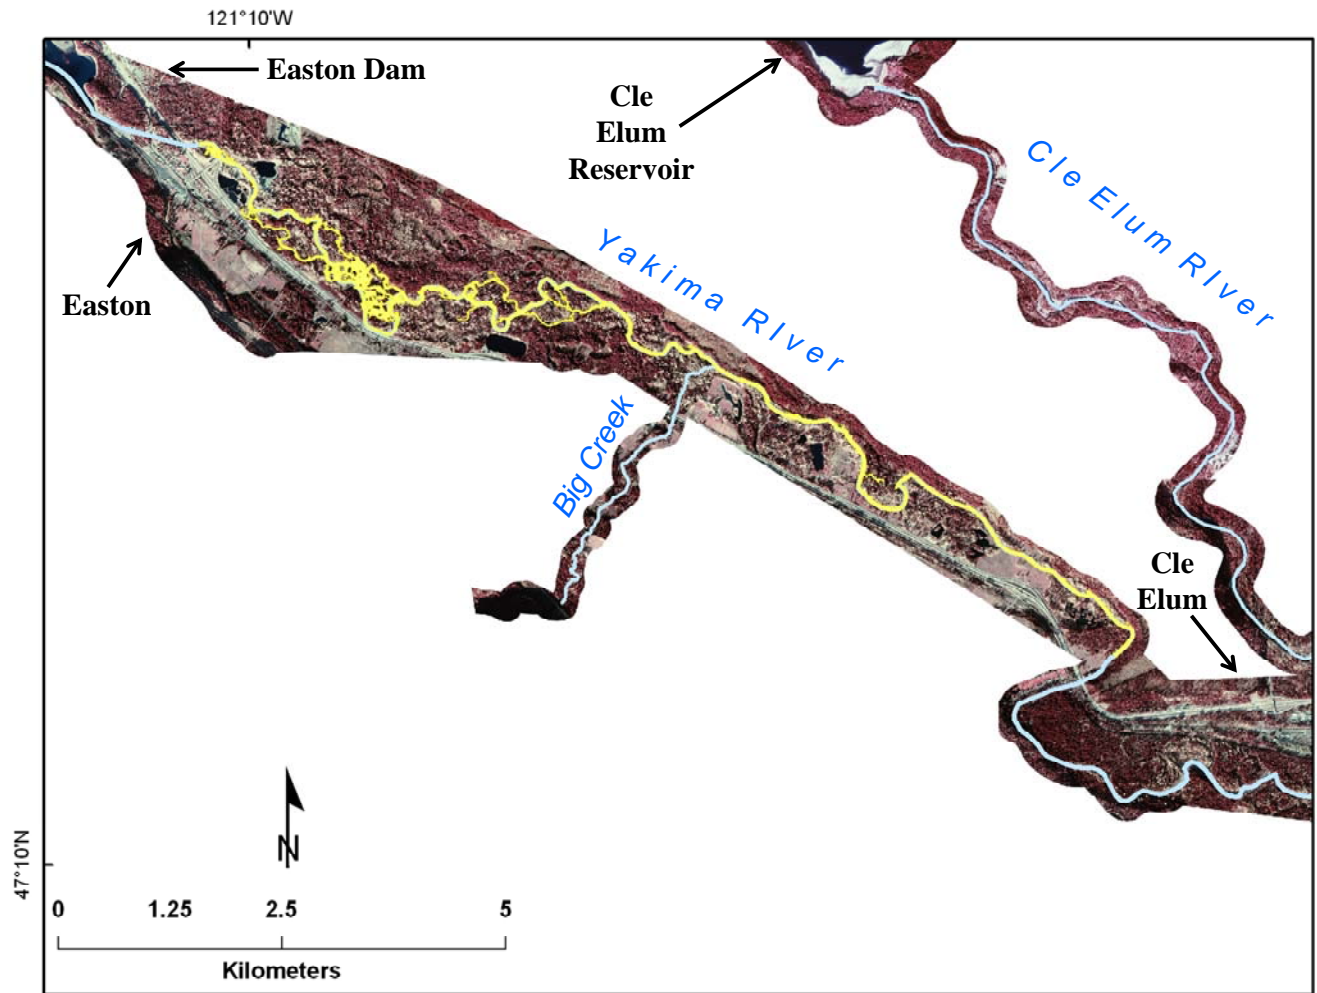 121°10'W
Easton Dam
Cle
Elum
Reservoir
Cle Elum RIver
Yakima RIver
Easton
Big Creek
Cle
Elum
47°10'N
N
0 1.25 2.5 5
Kilometers